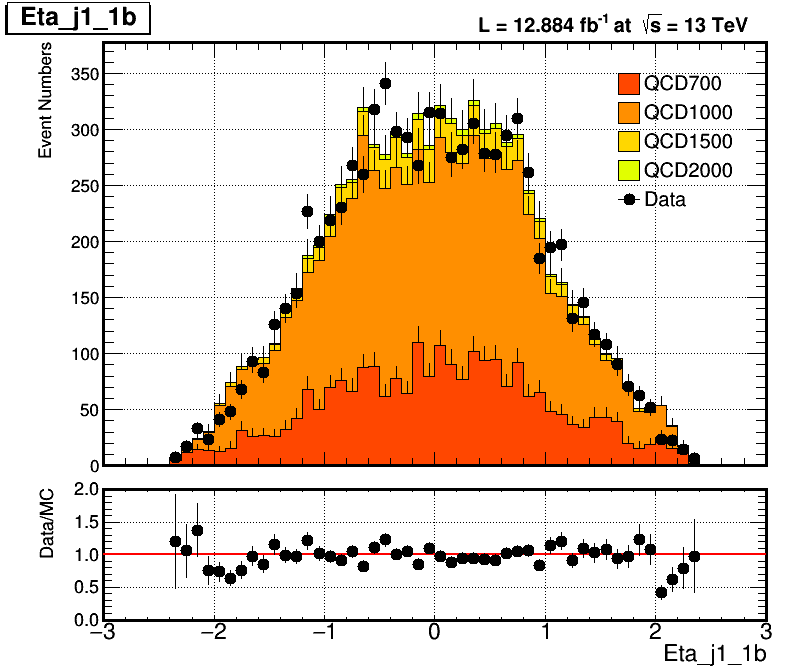 Eta_j1_1b
L = 12.884 fb-1 at √s = 13 TeV
Event Numbers
350
300
250
200
150
100
50
0
QCD700
QCD1000
QCD1500
QCD2000
Data
Data/MC
2.0
1.5
1.0
0.5
0.0
−3 −2 −1 0 1 2 3
Eta_j1_1b